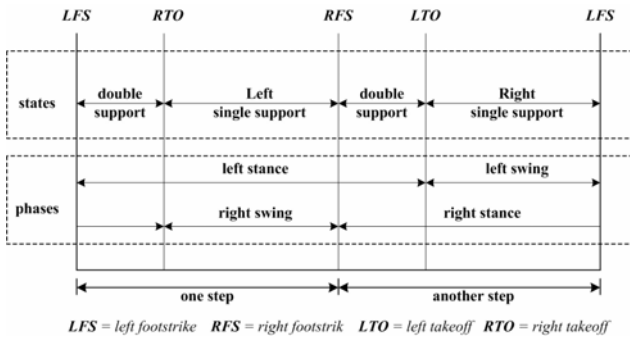 LFS RTO RFS LTO LFS
states
double support
Left single support
double support
Right single support
phases
left stance
left swing
right swing
right stance
one step
another step
LFS = left footstrike RFS = right footstrik LTO = left takeoff RTO = right takeoff